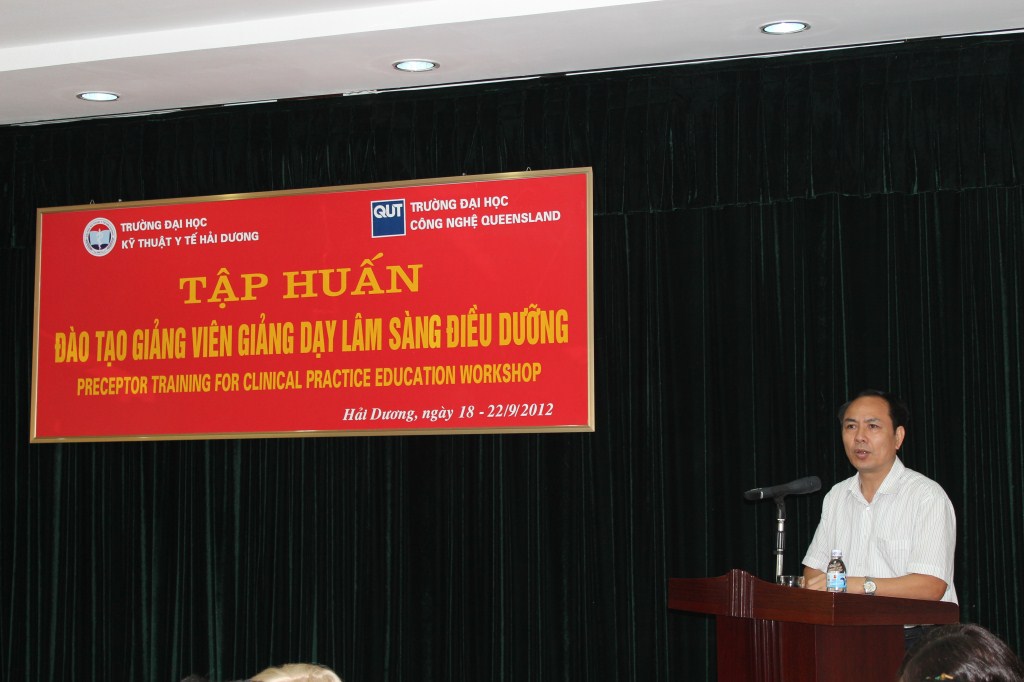 TRƯỜNG ĐẠI HỌC
KỸ THUẬT Y TẾ HẢI DƯƠNG
QUT
TRƯỜNG ĐẠI HỌC
CÔNG NGHỆ QUEENSLAND
TẬP HUẤN
ĐÀO TẠO GIẢNG VIÊN GIẢNG DẠY LÂM SÀNG ĐIỀU DƯỠNG
PRECEPTOR TRAINING FOR CLINICAL PRACTICE EDUCATION WORKSHOP
Hải Dương, ngày 18 - 22/9/2012